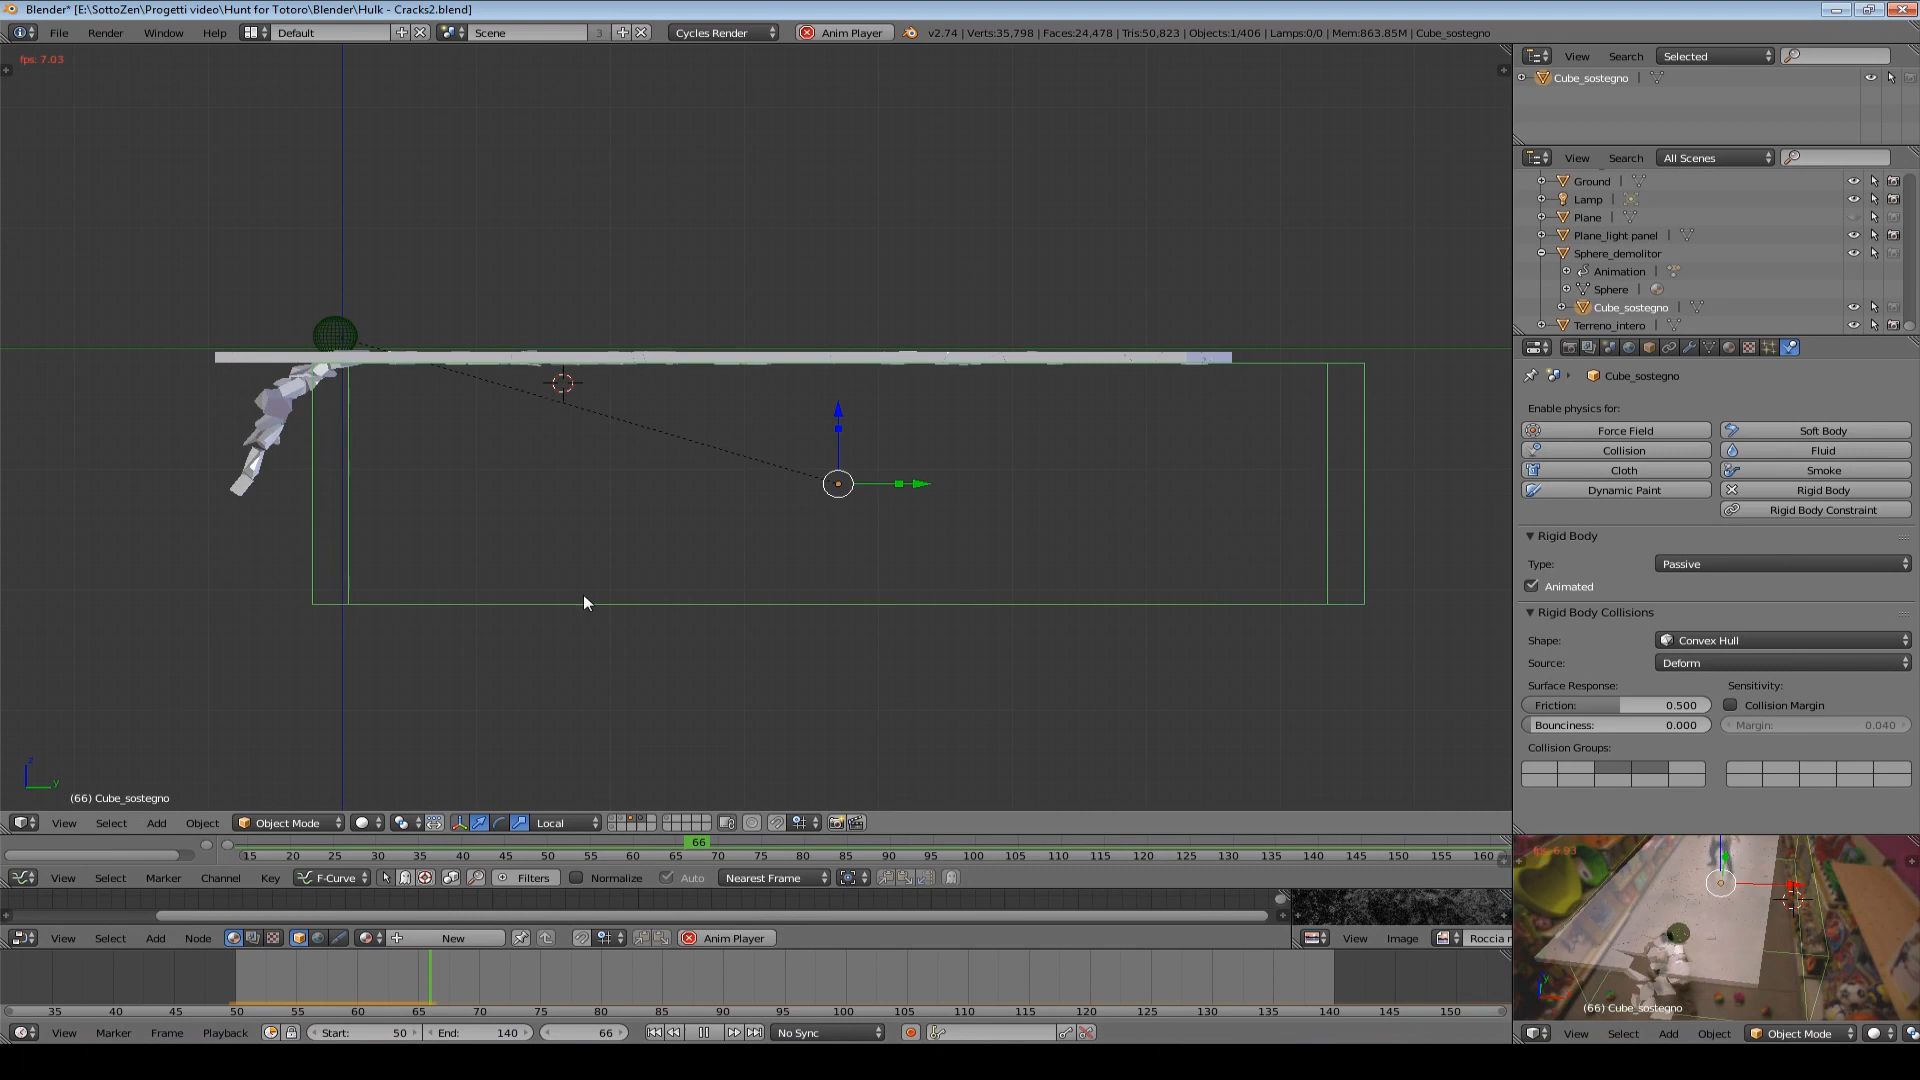 Blender* [E:\SottoZen\Progetti video\Hunt for Totoro\Blender\Hulk - Cracks2.blend]
File Render Window Help Default Scene 3 Cycles Render Anim Player v2.74 | Verts:35,798 | Faces:24,478 | Tris:50,823 | Objects:1/406 | Lamps:0/0 | Mem:863.85M | Cube_sostegno
fps: 7.03
z
y
(66) Cube_sostegno
View Select Add Object Object Mode Local
66
15 20 25 30 35 40 45 50 55 60 65 70 75 80 85 90 95 100 105 110 115 120 125 130 135 140 145 150 155 160
View Select Marker Channel Key F-Curve Filters Normalize Auto Nearest Frame
View Select Add Node New Anim Player
View Image Roccia
35 40 45 50 55 60 65 70 75 80 85 90 95 100 105 110 115 120 125 130 135 140 145 150
View Marker Frame Playback Start: 50 End: 140 66 No Sync
View Search Selected
Cube_sostegno
View Search All Scenes
Ground
Lamp
Plane
Plane_light panel
Sphere_demolitor
Animation
Sphere
Cube_sostegno
Terreno_intero
Cube_sostegno
Enable physics for:
Force Field Soft Body
Collision Fluid
Cloth Smoke
Dynamic Paint Rigid Body
Rigid Body Constraint
Rigid Body
Type: Passive
Animated
Rigid Body Collisions
Shape: Convex Hull
Source: Deform
Surface Response: Sensitivity:
Friction: 0.500 Collision Margin
Bounciness: 0.000 Margin: 0.040
Collision Groups:
fps: 6.93
(66) Cube_sostegno
View Select Add Object Object Mode